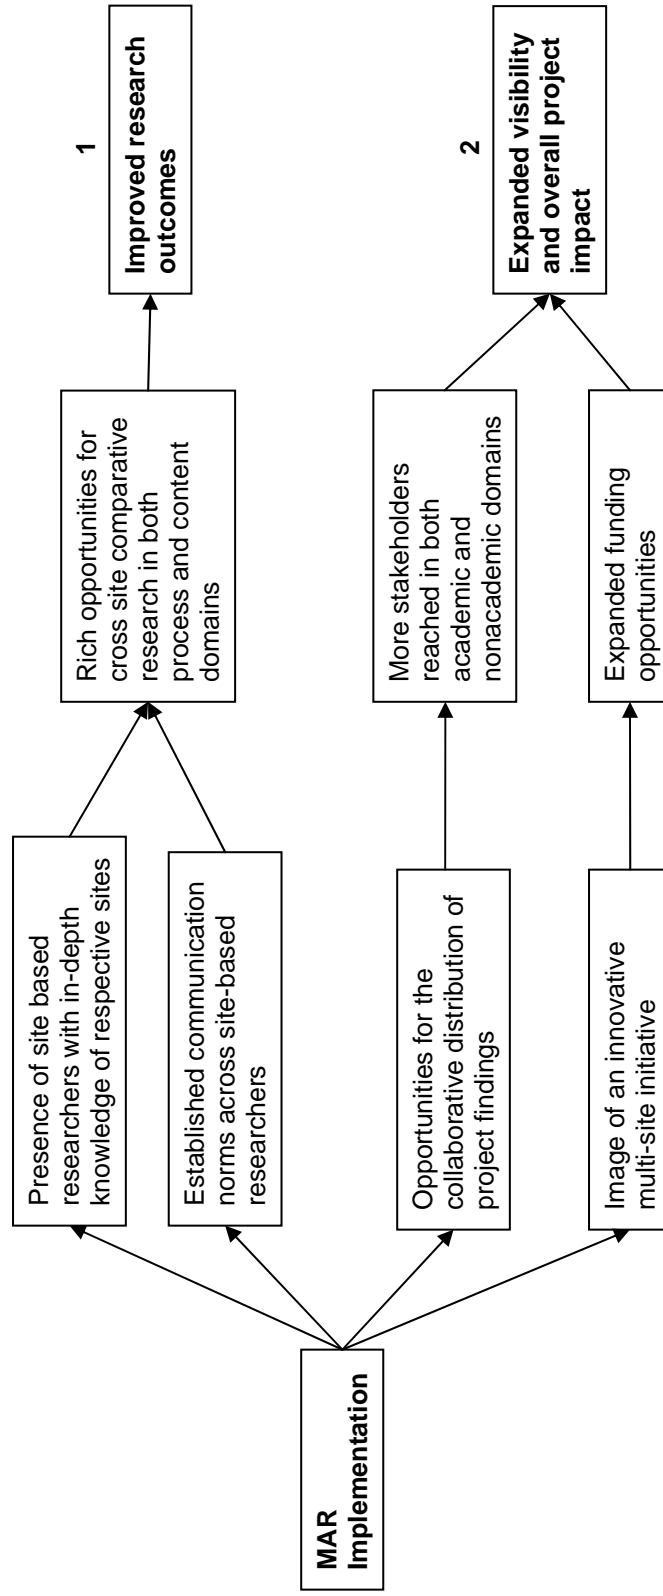 MAR
Implementation
Presence of site based
researchers with in-depth
knowledge of respective sites
Established communication
norms across site-based
researchers
Opportunities for the
collaborative distribution of
project findings
Image of an innovative
multi-site initiative
Rich opportunities for
cross site comparative
research in both
process and content
domains
More stakeholders
reached in both
academic and
nonacademic domains
Expanded funding
opportunities
1
Improved research
outcomes
2
Expanded visibility
and overall project
impact